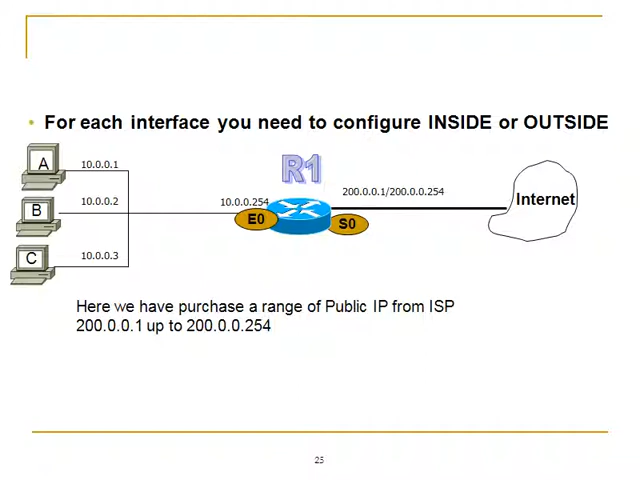 • For each interface you need to configure INSIDE or OUTSIDE
A
10.0.0.1
R1
200.0.0.1/200.0.0.254
Internet
B
10.0.0.2
10.0.0.254
E0
S0
C
10.0.0.3
Here we have purchase a range of Public IP from ISP
200.0.0.1 up to 200.0.0.254
25